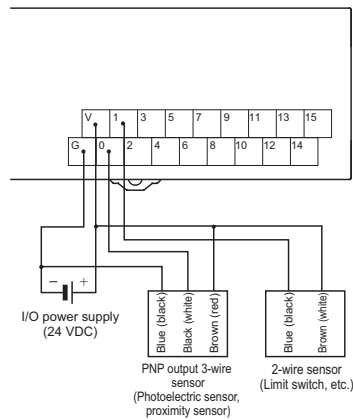 V 1 3 5 7 9 11 13 15
G 0 2 4 6 8 10 12 14
− +
I/O power supply
(24 VDC)
Blue (black)
Black (white)
Brown (red)
Blue (black)
Brown (white)
PNP output 3-wire
sensor
(Photoelectric sensor,
proximity sensor)
2-wire sensor
(Limit switch, etc.)